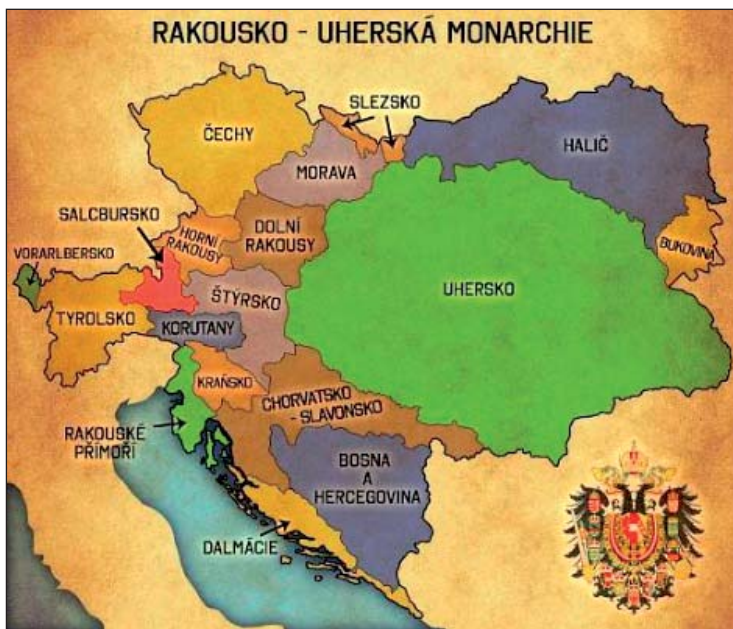 RAKOUSKO - UHERSKÁ MONARCHIE
SLEZSKO
ČECHY
HALIČ
MORAVA
SALCBURSKO
HORNÍ
RAKOUSY
DOLNÍ
RAKOUSY
BUKOVINA
VORARLBERSKO
ŠTÝRSKO
UHERSKO
TYROLSKO
KORUTANY
KRAŇSKO
CHORVATSKO
- SLAVONSKO
RAKOUSKÉ
PŘÍMOŘÍ
BOSNA
A
HERCEGOVINA
DALMÁCIE